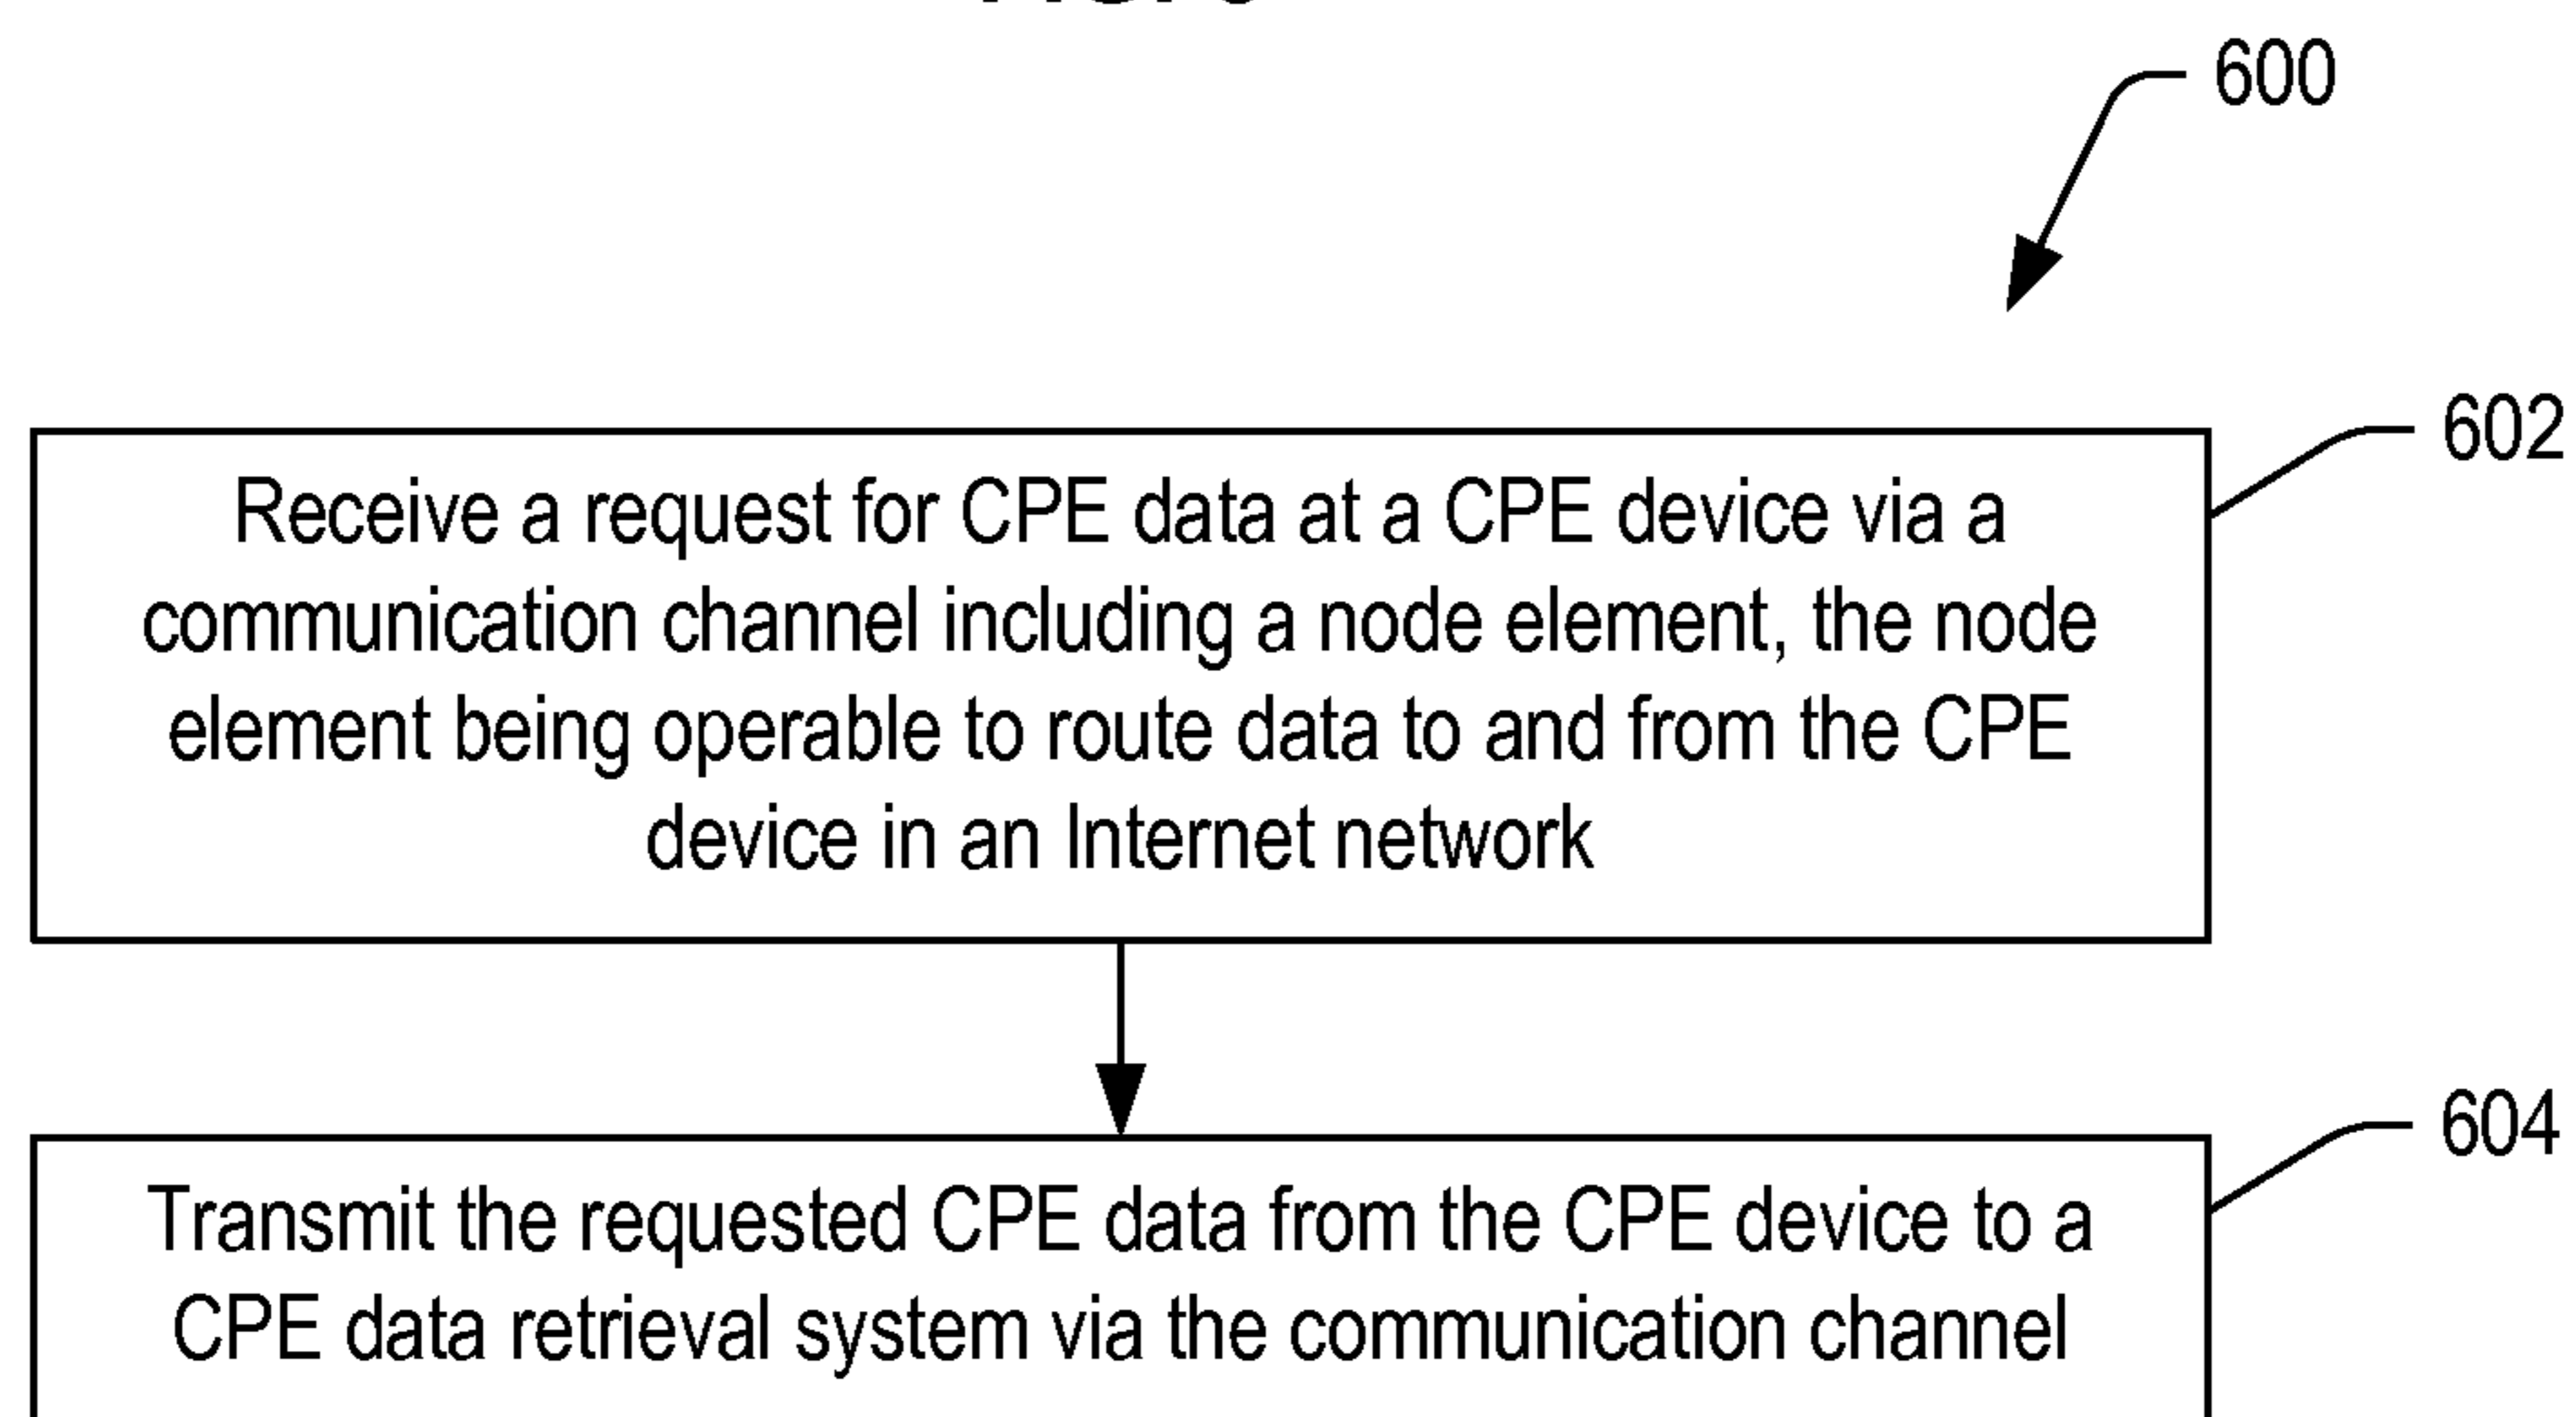 600
602
Receive a request for CPE data at a CPE device via a
communication channel including a node element, the node
element being operable to route data to and from the CPE
device in an Internet network
604
Transmit the requested CPE data from the CPE device to a
CPE data retrieval system via the communication channel